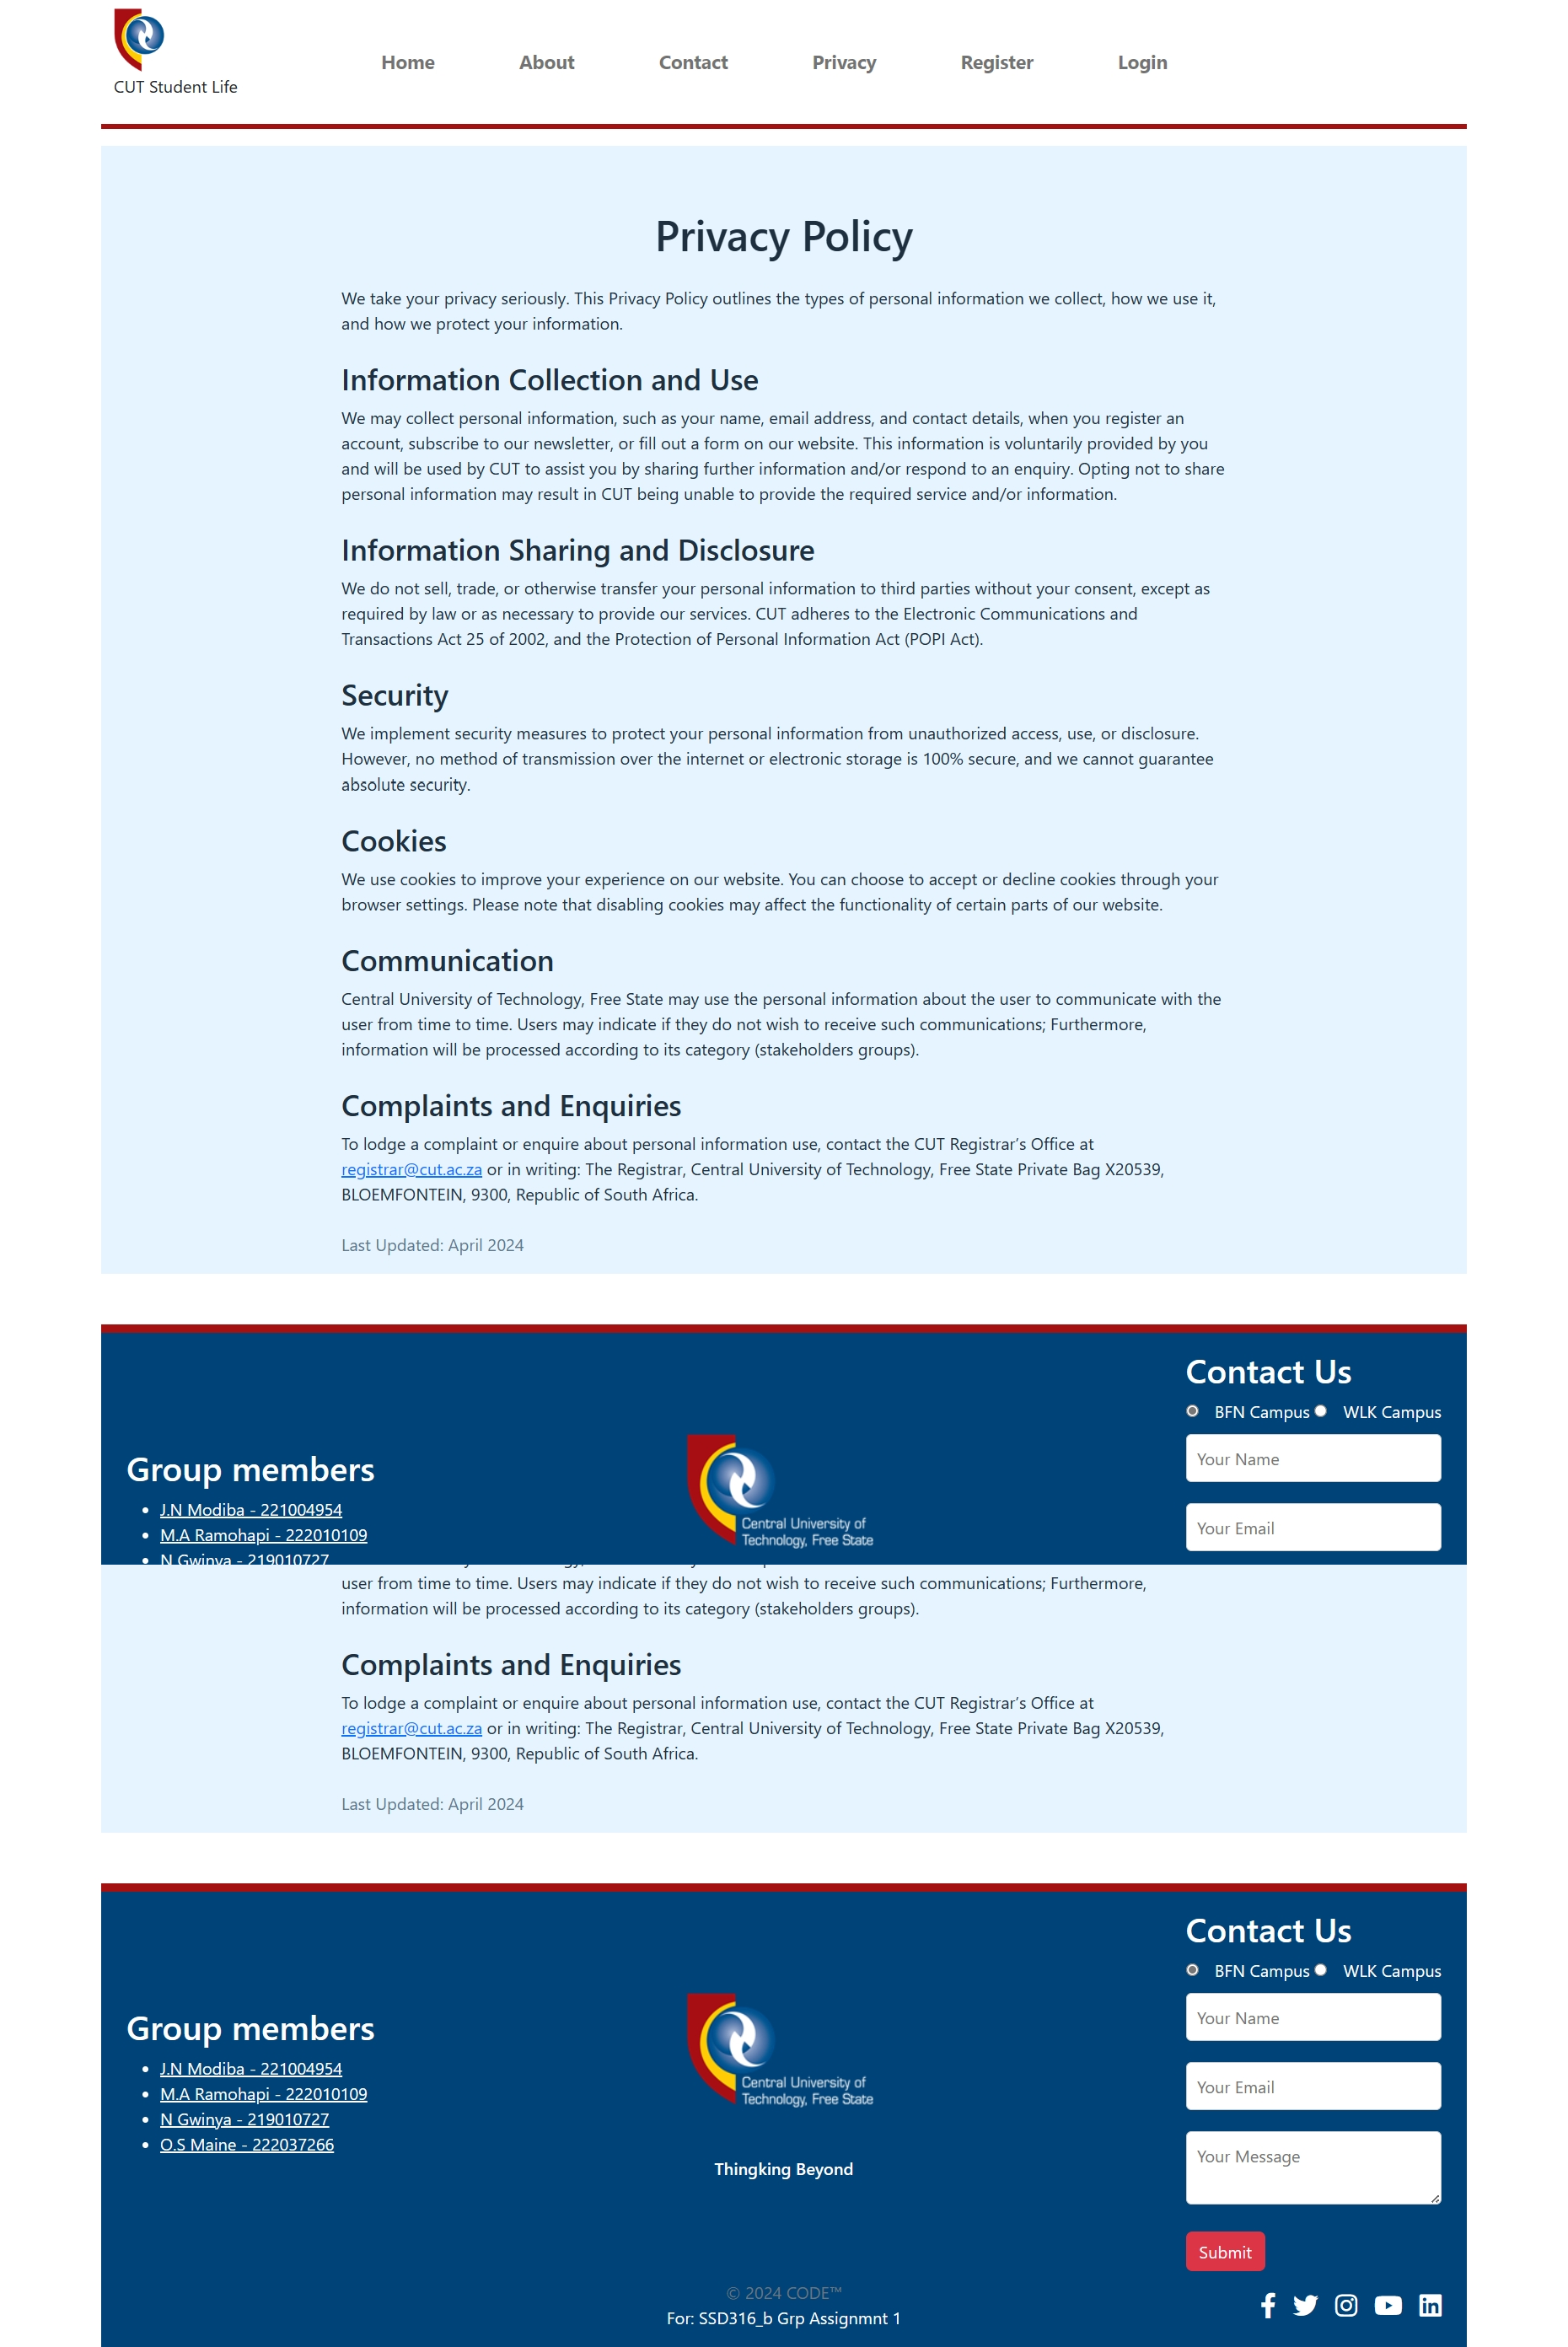 CUT Student Life
Home About Contact Privacy Register Login
Privacy Policy
We take your privacy seriously. This Privacy Policy outlines the types of personal information we collect, how we use it,
and how we protect your information.
Information Collection and Use
We may collect personal information, such as your name, email address, and contact details, when you register an
account, subscribe to our newsletter, or fill out a form on our website. This information is voluntarily provided by you
and will be used by CUT to assist you by sharing further information and/or respond to an enquiry. Opting not to share
personal information may result in CUT being unable to provide the required service and/or information.
Information Sharing and Disclosure
We do not sell, trade, or otherwise transfer your personal information to third parties without your consent, except as
required by law or as necessary to provide our services. CUT adheres to the Electronic Communications and
Transactions Act 25 of 2002, and the Protection of Personal Information Act (POPI Act).
Security
We implement security measures to protect your personal information from unauthorized access, use, or disclosure.
However, no method of transmission over the internet or electronic storage is 100% secure, and we cannot guarantee
absolute security.
Cookies
We use cookies to improve your experience on our website. You can choose to accept or decline cookies through your
browser settings. Please note that disabling cookies may affect the functionality of certain parts of our website.
Communication
Central University of Technology, Free State may use the personal information about the user to communicate with the
user from time to time. Users may indicate if they do not wish to receive such communications; Furthermore,
information will be processed according to its category (stakeholders groups).
Complaints and Enquiries
To lodge a complaint or enquire about personal information use, contact the CUT Registrar’s Office at
registrar@cut.ac.za or in writing: The Registrar, Central University of Technology, Free State Private Bag X20539,
BLOEMFONTEIN, 9300, Republic of South Africa.
Last Updated: April 2024
Group members
J.N Modiba - 221004954
M.A Ramohapi - 222010109
N Gwinya - 219010727
Central University of
Technology, Free State
Contact Us
BFN Campus WLK Campus
Your Name
Your Email
user from time to time. Users may indicate if they do not wish to receive such communications; Furthermore,
information will be processed according to its category (stakeholders groups).
Complaints and Enquiries
To lodge a complaint or enquire about personal information use, contact the CUT Registrar’s Office at
registrar@cut.ac.za or in writing: The Registrar, Central University of Technology, Free State Private Bag X20539,
BLOEMFONTEIN, 9300, Republic of South Africa.
Last Updated: April 2024
Group members
J.N Modiba - 221004954
M.A Ramohapi - 222010109
N Gwinya - 219010727
O.S Maine - 222037266
Central University of
Technology, Free State
Thingking Beyond
Contact Us
BFN Campus WLK Campus
Your Name
Your Email
Your Message
Submit
© 2024 CODE™
For: SSD316_b Grp Assignmnt 1